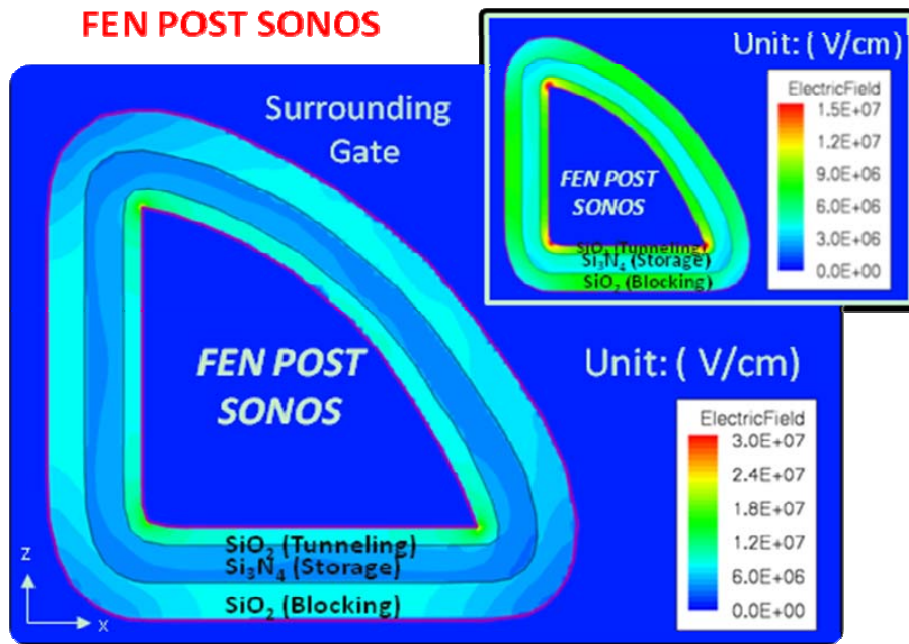 FEN POST SONOS
Surrounding
Gate
FEN POST
SONOS
SiO₂ (Tunneling)
Si₃N₄ (Storage)
SiO₂ (Blocking)
z
x
Unit: ( V/cm)
ElectricField
3.0E+07
2.4E+07
1.8E+07
1.2E+07
6.0E+06
0.0E+00
Unit: ( V/cm)
ElectricField
1.5E+07
1.2E+07
9.0E+06
6.0E+06
3.0E+06
0.0E+00
FEN POST
SONOS
SiO₂ (Tunneling)
Si₃N₄ (Storage)
SiO₂ (Blocking)